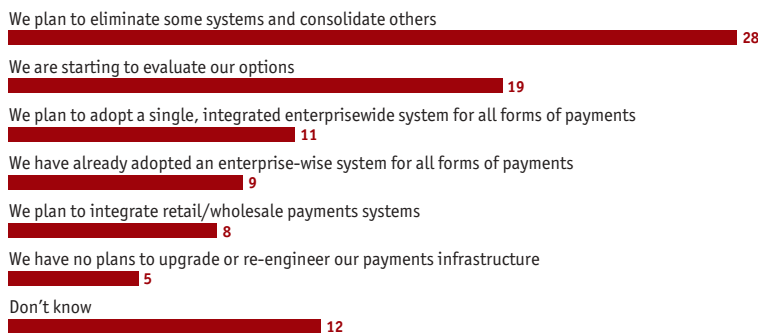 We plan to eliminate some systems and consolidate others
28
We are starting to evaluate our options
19
We plan to adopt a single, integrated enterprisewide system for all forms of payments
11
We have already adopted an enterprise-wise system for all forms of payments
9
We plan to integrate retail/wholesale payments systems
8
We have no plans to upgrade or re-engineer our payments infrastructure
5
Don’t know
12